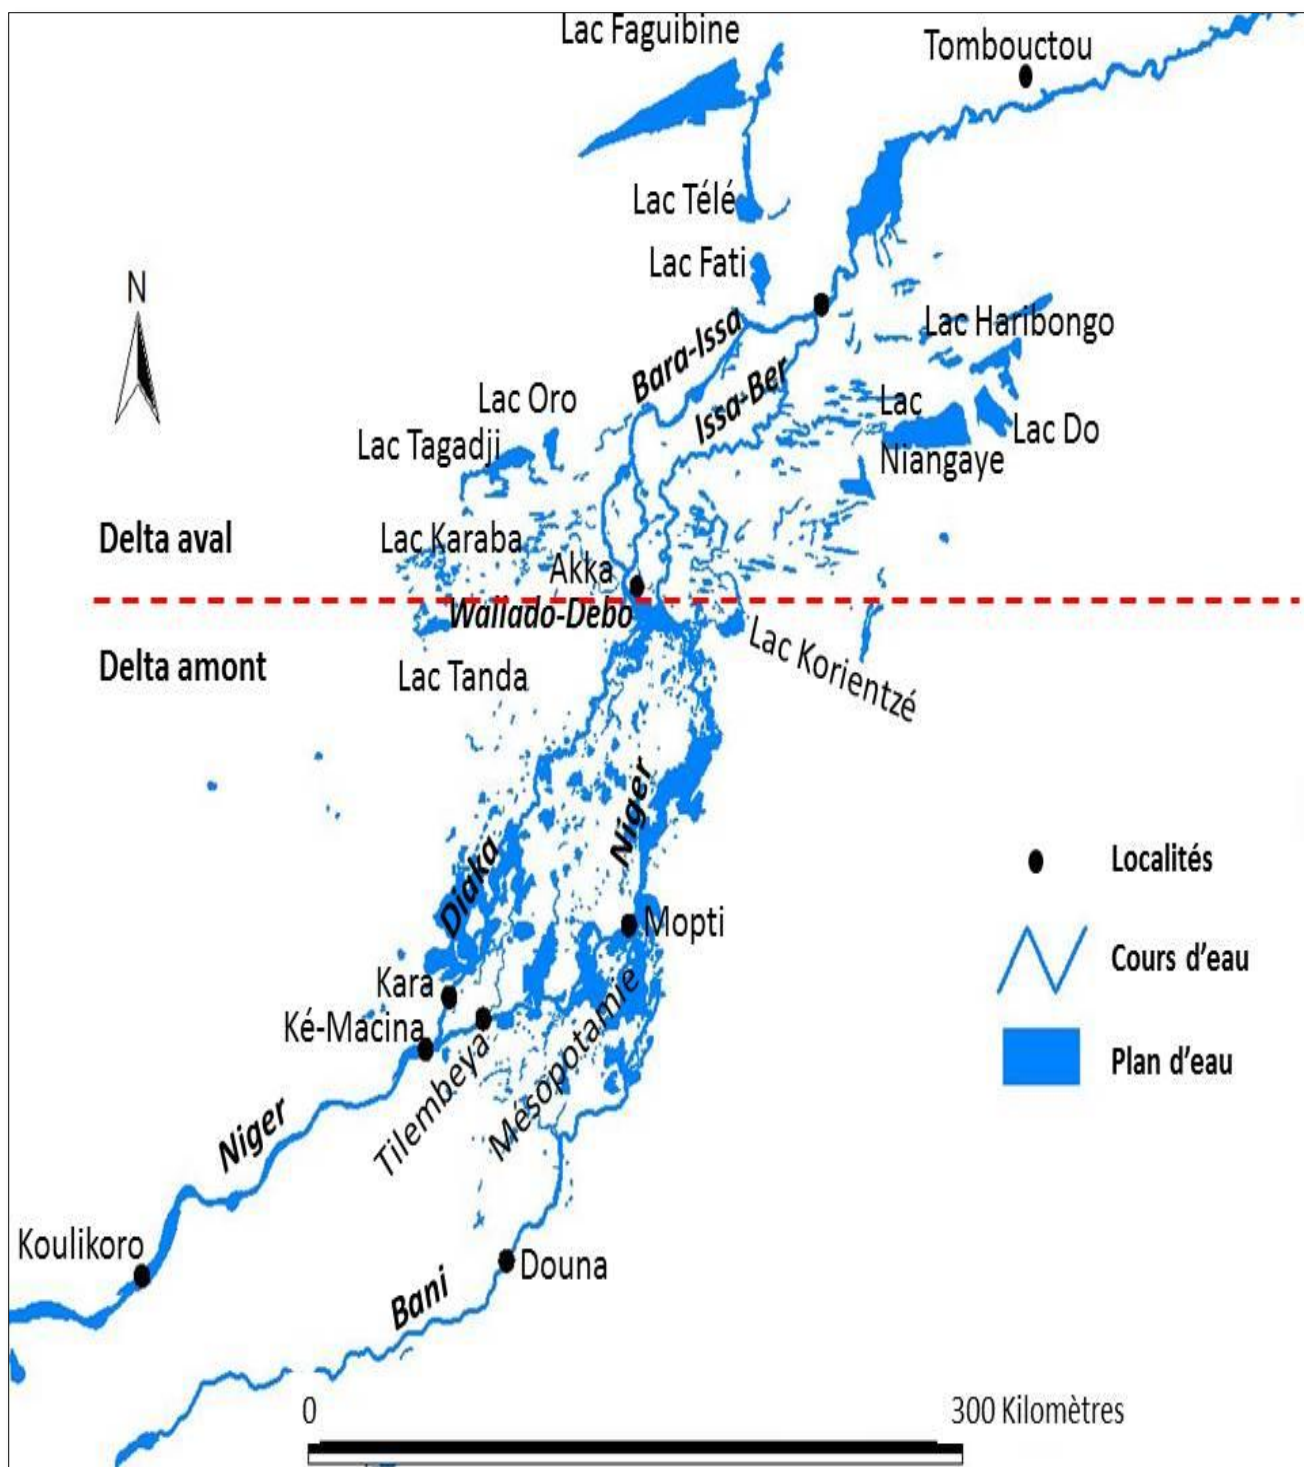 Lac Faguibine
Tombouctou
Lac Télé
Lac Fati
N
Bara-Issa
Lac Haribongo
Issa-Ber
Lac Oro
Lac
Niangaye
Lac Do
Lac Tagadji
Delta aval
Lac Karaba
Akka
Wallado-Debo
Delta amont
Lac Tanda
Lac Korientzé
Niger
Diaka
Localités
Mopti
Cours d'eau
Kara
Ké-Macina
Mésopotamie
Tilembeya
Plan d'eau
Niger
Koulikoro
Douna
Bani
0
300 Kilomètres